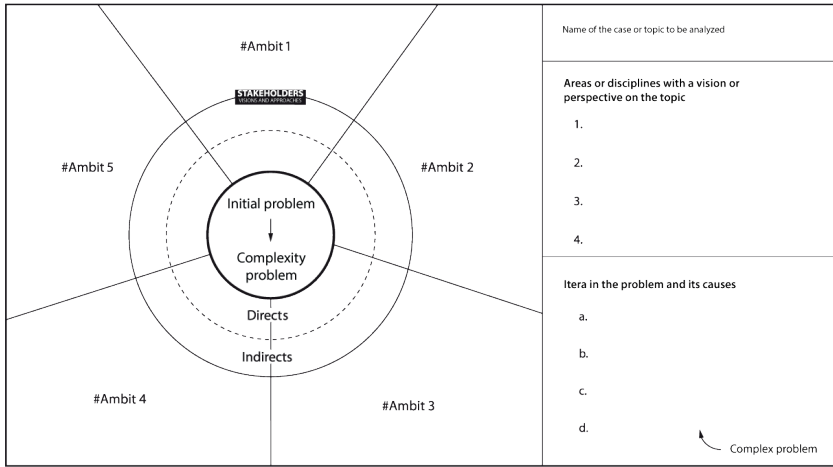 #Ambit 1
STAKEHOLDERS
VISIONS AND APPROACHES
#Ambit 5
#Ambit 2
Initial problem
Complexity
problem
Directs
Indirects
#Ambit 4
#Ambit 3
Name of the case or topic to be analyzed
Areas or disciplines with a vision or
perspective on the topic
1.
2.
3.
4.
Itera in the problem and its causes
a.
b.
c.
d.
Complex problem